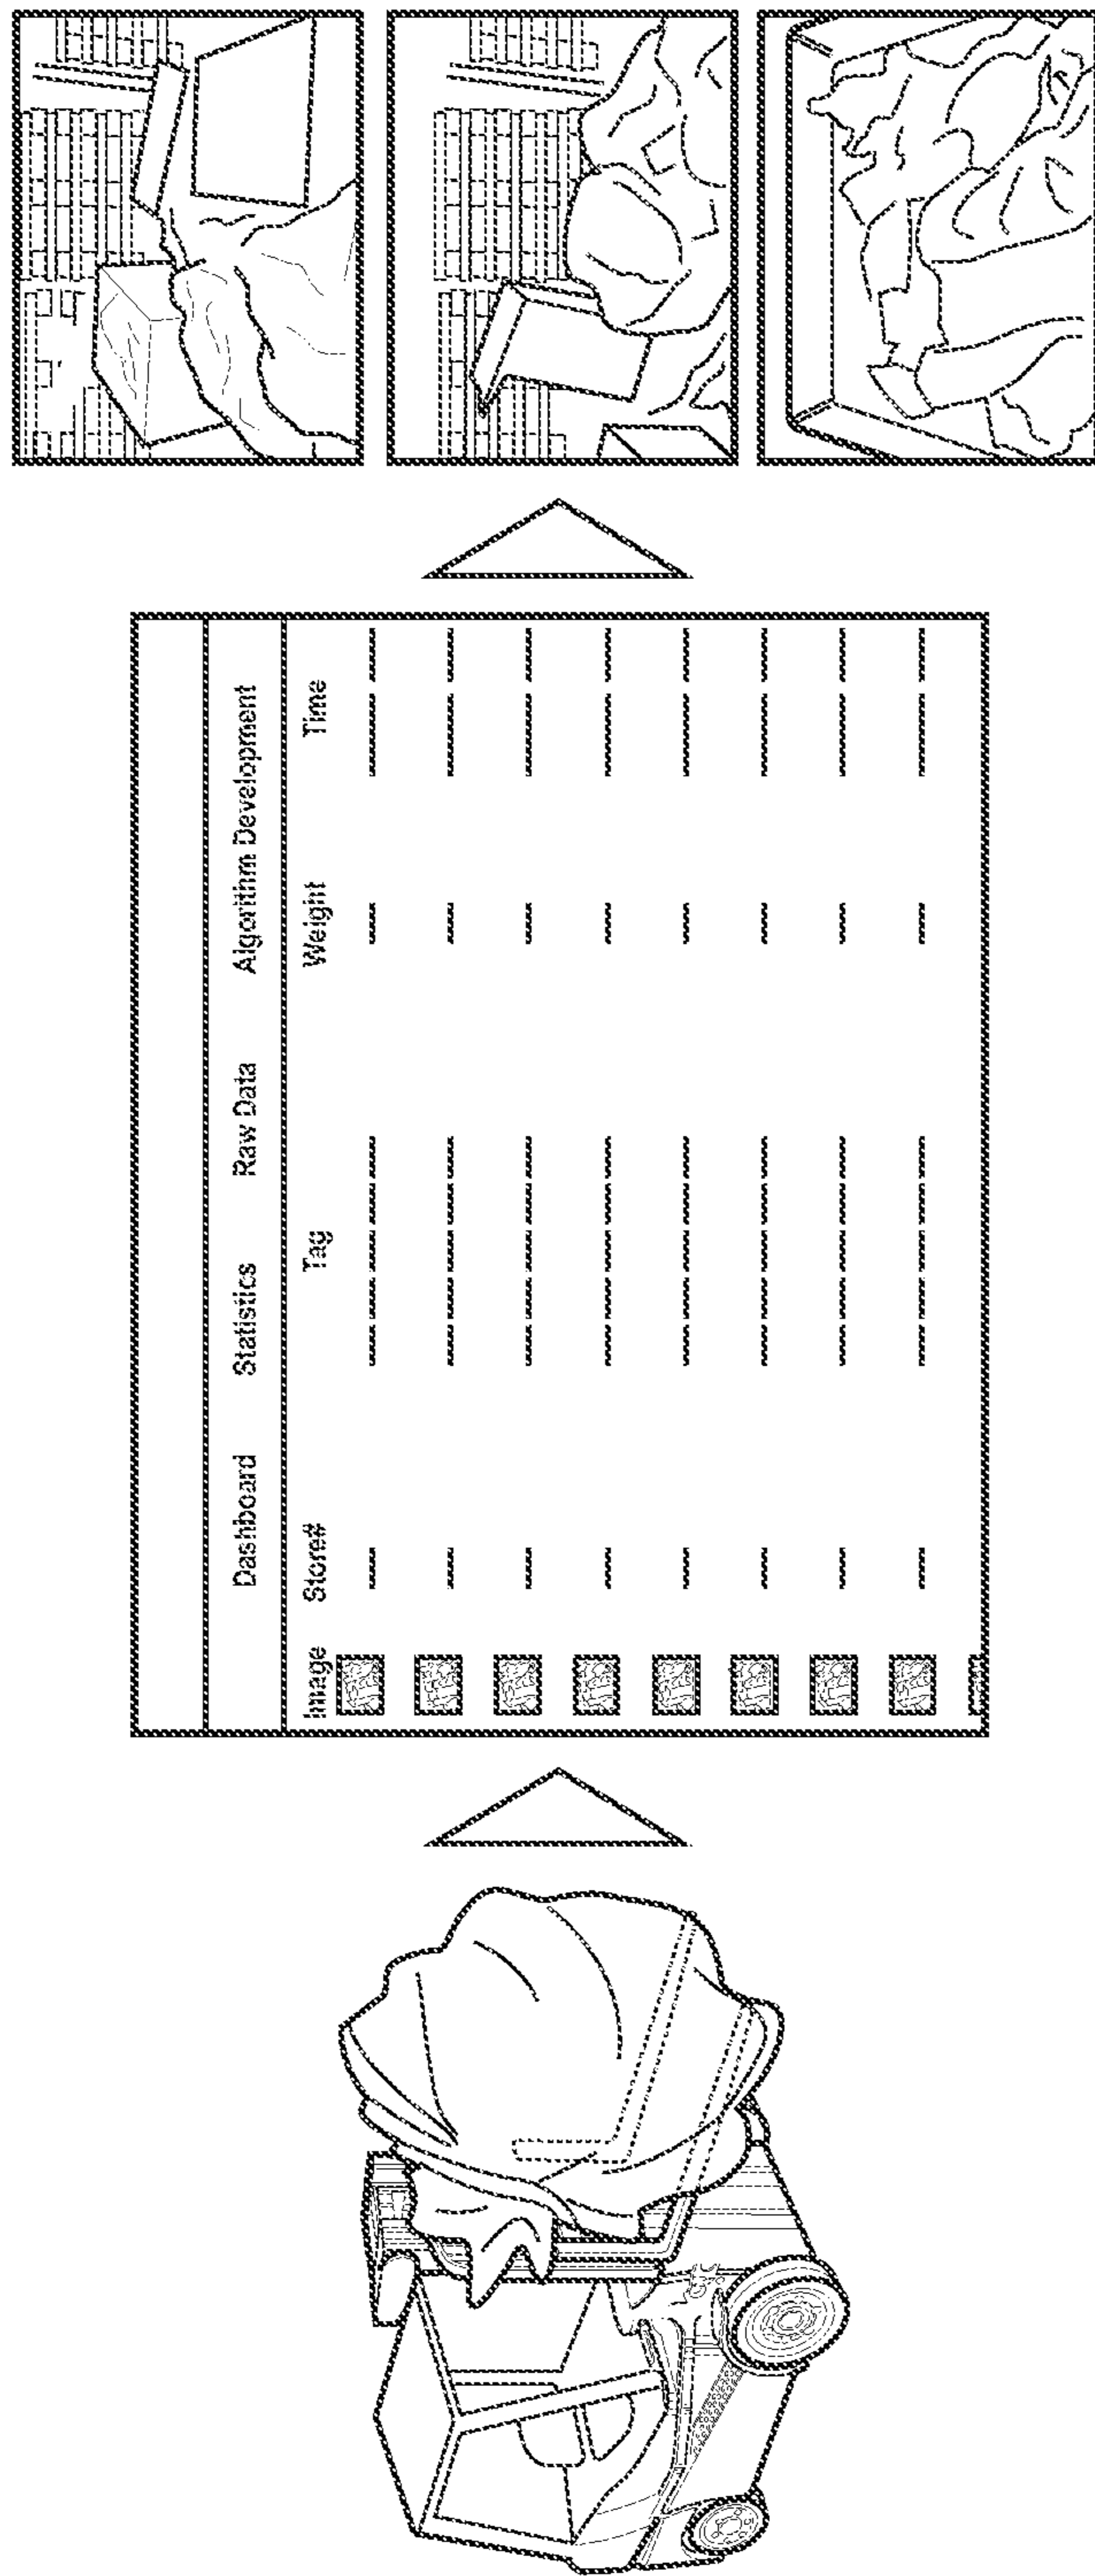 Dashboard Statistics Raw Data Algorithm Development
Image Store# Tag Weight Time